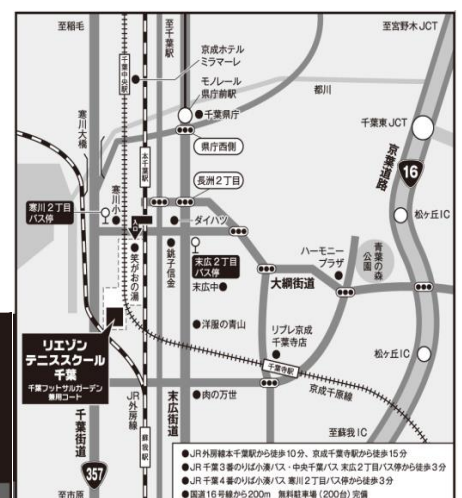 至稲毛
至千葉駅
至宮野木JCT
千葉中央駅
京成ホテル
ミラマーレ
モノレール
県庁前駅
都川
千葉県庁
千葉東JCT
県庁西側
京葉道路
16
寒川大橋
本千葉駅
長洲2丁目
寒川2丁目
バス停
寒川小
ダイハツ
松ヶ丘IC
笑がおの湯
銚子信金
末広2丁目
バス停
末広中
ハーモニー
プラザ
青葉の森
公園
大網街道
リエゾン
テニススクール
千葉
千葉フットサルガーデン
兼用コート
洋服の青山
リブレ京成
千葉寺店
千葉寺駅
松ヶ丘IC
京成千原線
千葉街道
JR外房線
蘇我駅
末広街道
肉の万世
至蘇我IC
357
至市原
●JR外房線本千葉駅から徒歩10分、京成千葉寺駅から徒歩15分
●JR千葉3番のりば小湊バス・中央千葉バス 末広2丁目バス停から徒歩3分
●JR千葉4番のりば小湊バス 寒川2丁目バス停から徒歩3分
●国道16号線から200m 無料駐車場(200台)完備